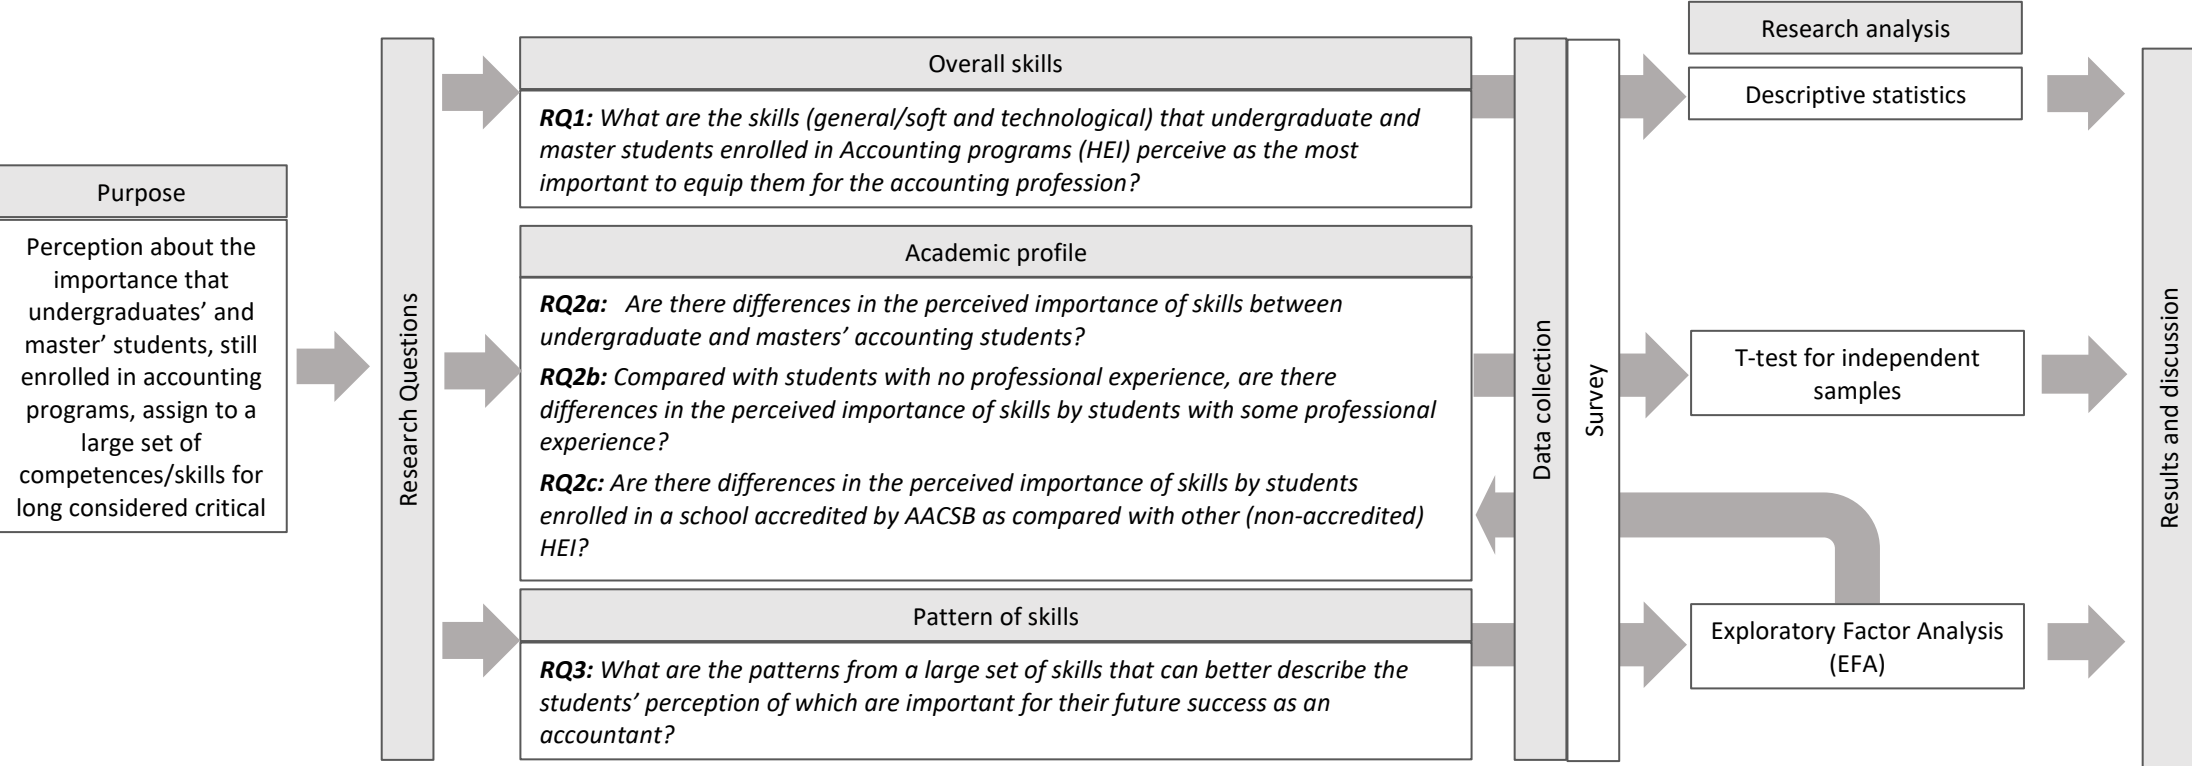 Purpose
Perception about the
importance that
undergraduates’ and
master’ students, still
enrolled in accounting
programs, assign to a
large set of
competences/skills for
long considered critical
Research Questions
Overall skills
RQ1: What are the skills (general/soft and technological) that undergraduate and
master students enrolled in Accounting programs (HEI) perceive as the most
important to equip them for the accounting profession?
Academic profile
RQ2a: Are there differences in the perceived importance of skills between
undergraduate and masters’ accounting students?
RQ2b: Compared with students with no professional experience, are there
differences in the perceived importance of skills by students with some professional
experience?
RQ2c: Are there differences in the perceived importance of skills by students
enrolled in a school accredited by AACSB as compared with other (non-accredited)
HEI?
Pattern of skills
RQ3: What are the patterns from a large set of skills that can better describe the
students’ perception of which are important for their future success as an
accountant?
Data collection
Survey
Research analysis
Descriptive statistics
T-test for independent
samples
Exploratory Factor Analysis
(EFA)
Results and discussion